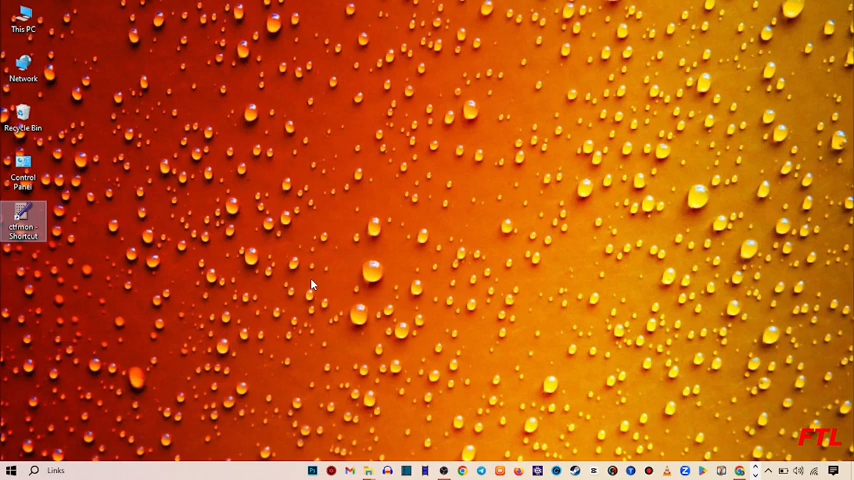 This PC
Network
Recycle Bin
Control
Panel
ctfmon -
Shortcut
FTL
Links